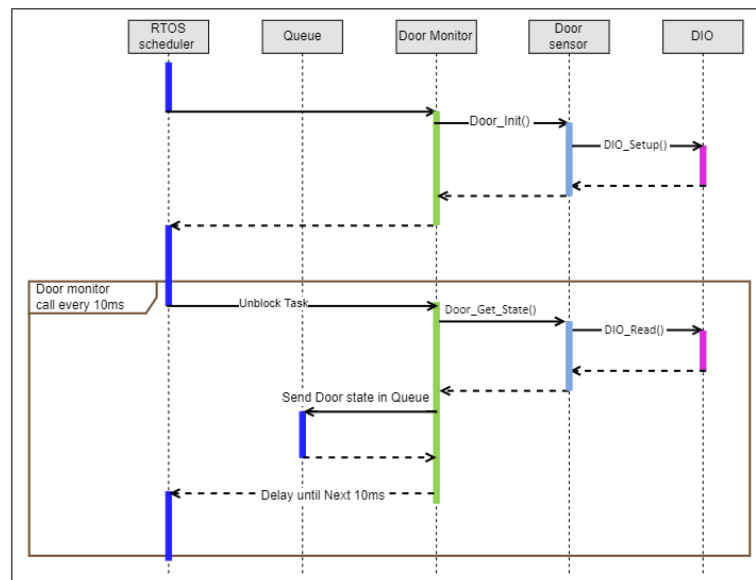 RTOS
scheduler
Queue
Door Monitor
Door
sensor
DIO
Door_Init()
DIO_Setup()
Door monitor
call every 10ms
Unblock Task
Door_Get_State()
DIO_Read()
Send Door state in Queue
Delay until Next 10ms